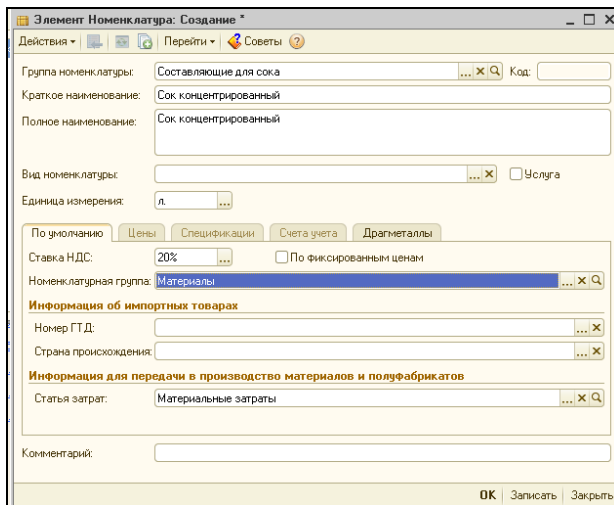 Элемент Номенклатура: Создание *
Действия Перейти Советы
Группа номенклатуры: Составляющие для сока ... Код:
Краткое наименование: Сок концентрированный
Полное наименование: Сок концентрированный
Вид номенклатуры: ... Услуга
Единица измерения: л. ...
По умолчанию Цены Спецификации Счета учета Драгметаллы
Ставка НДС: 20% ... По фиксированным ценам
Номенклатурная группа: Материалы ...
Информация об импортных товарах
Номер ГТД: ...
Страна происхождения: ...
Информация для передачи в производство материалов и полуфабрикатов
Статья затрат: Материальные затраты ...
Комментарий:
OK Записать Закрыть